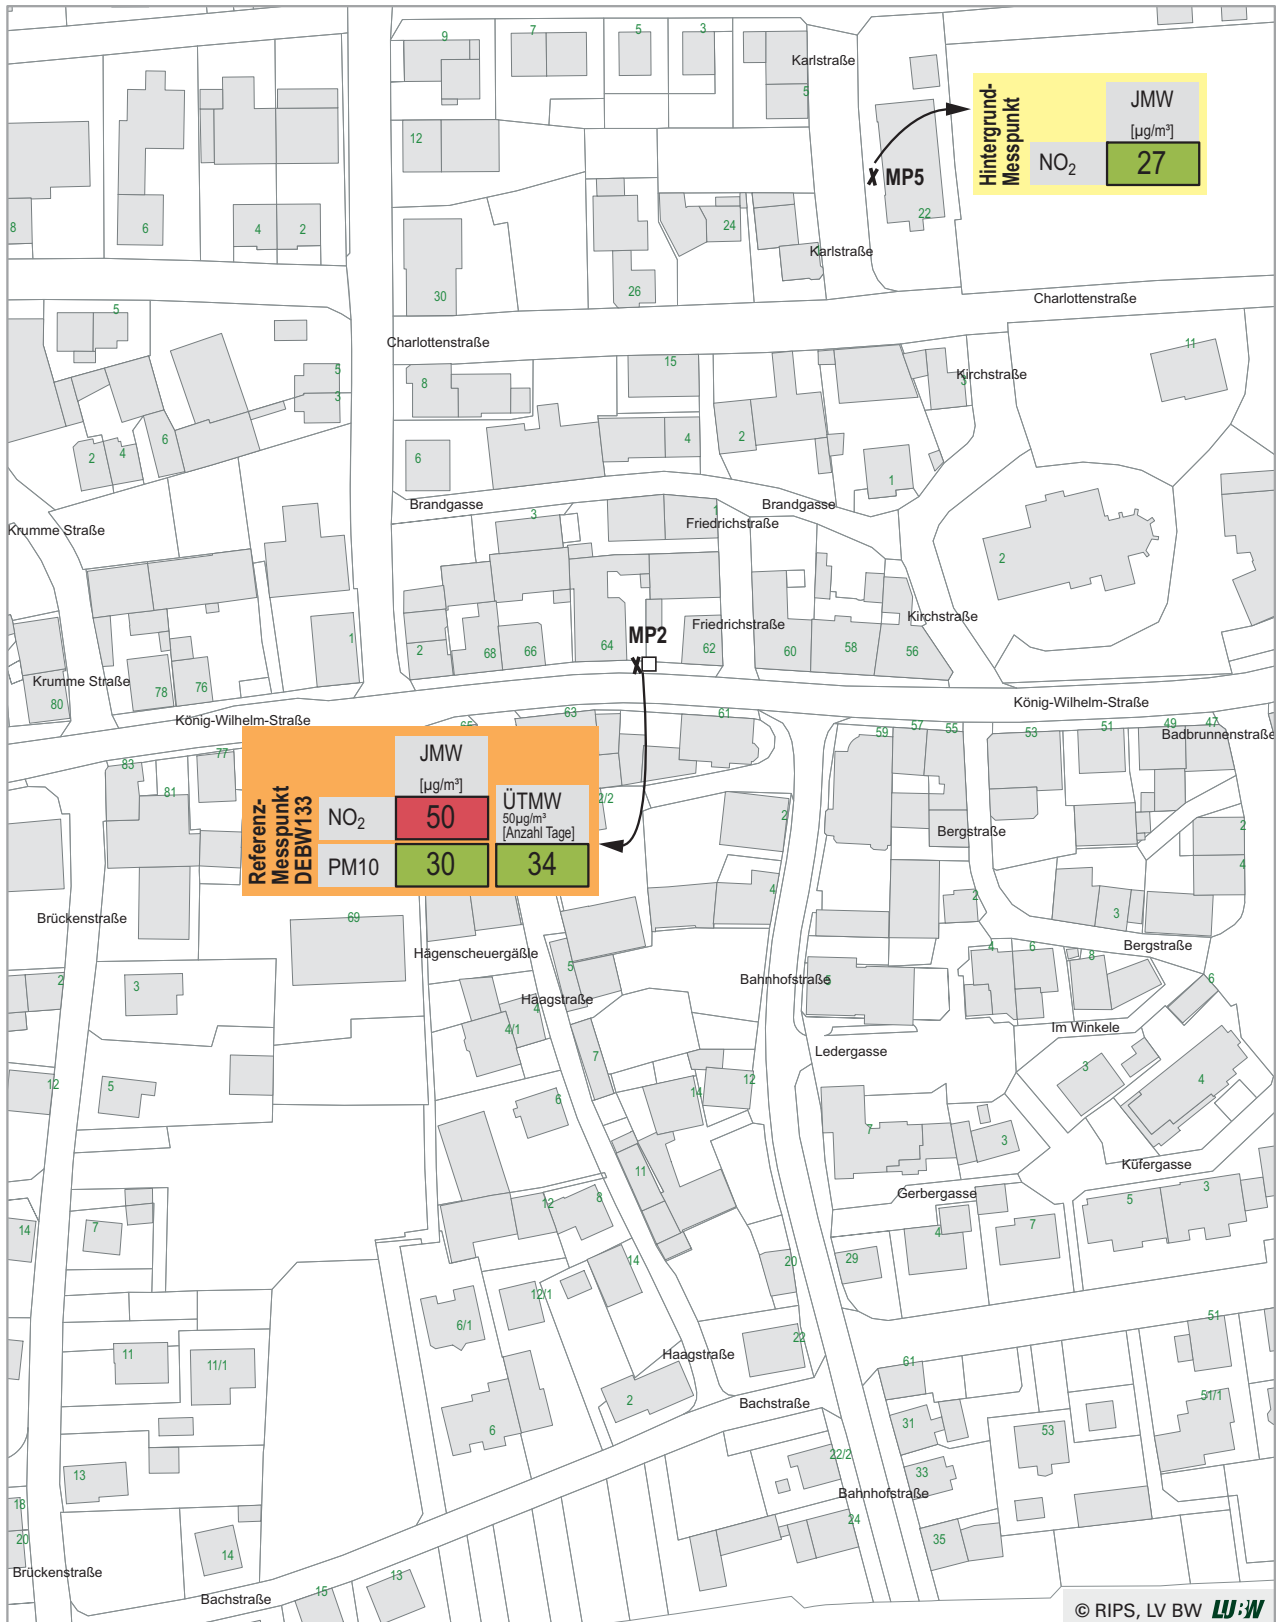 9
7
5
3
Karlstraße
5
12
Hintergrund-
Messpunkt
JMW
[µg/m³]
NO₂
27
X MP5
8
6
4
2
24
22
Karlstraße
30
26
Charlottenstraße
5
Charlottenstraße
11
5
8
15
Kirchstraße
3
3
2
4
6
6
4
2
1
Brandgasse
Brandgasse
3
1
Friedrichstraße
Krumme Straße
2
Kirchstraße
Friedrichstraße
MP2
X
1
2
68
66
64
62
60
58
56
Krumme Straße
80
78
76
König-Wilhelm-Straße
König-Wilhelm-Straße
65
63
61
59
57
55
53
51
49
47
Badbrunnenstraße
83
81
77
Referenz-
Messpunkt
DEBW133
JMW
[µg/m³]
ÜTMW
50µg/m³
[Anzahl Tage]
NO₂
50
PM10
30
34
2/2
2
Bergstraße
2
4
4
2
3
Brückenstraße
69
Hägenscheuergäßle
Bergstraße
4
6
8
6
2
3
5
Bahnhofstraße
5
Haagstraße
4
4/1
Im Winkele
Ledergasse
7
12
5
12
14
3
4
6
7
3
11
Küfergasse
Gerbergasse
12
8
5
3
14
7
4
7
14
20
29
12/1
6/1
22
51
11
11/1
Haagstraße
61
2
Bachstraße
31
51/1
6
53
22/2
13
33
Bahnhofstraße
18
24
20
35
14
Brückenstraße
13
15
Bachstraße
© RIPS, LV BW LUBW